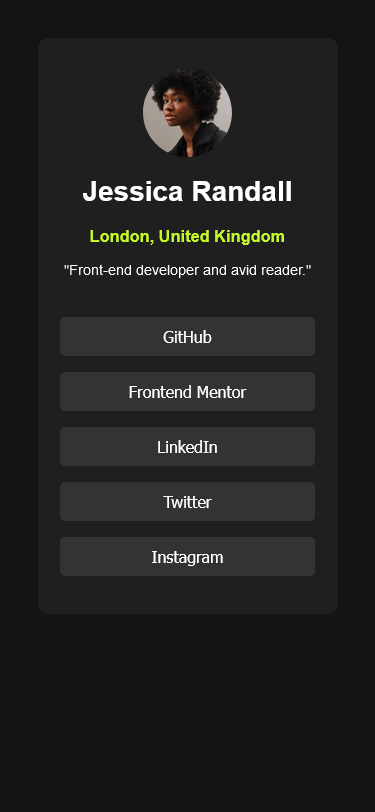 Jessica Randall
London, United Kingdom
"Front-end developer and avid reader."
GitHub
Frontend Mentor
LinkedIn
Twitter
Instagram